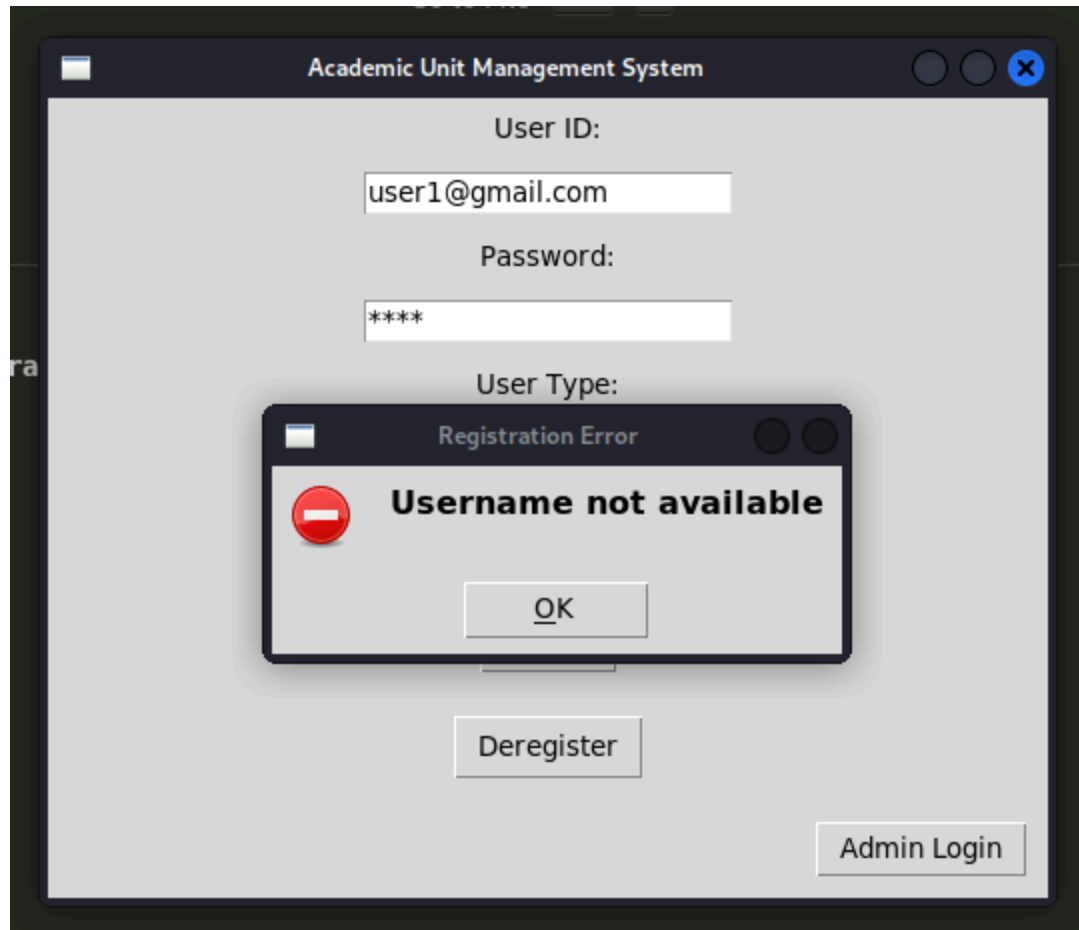 Academic Unit Management System
User ID:
user1@gmail.com
Password:
****
User Type:
Registration Error
Username not available
OK
Deregister
Admin Login
ra